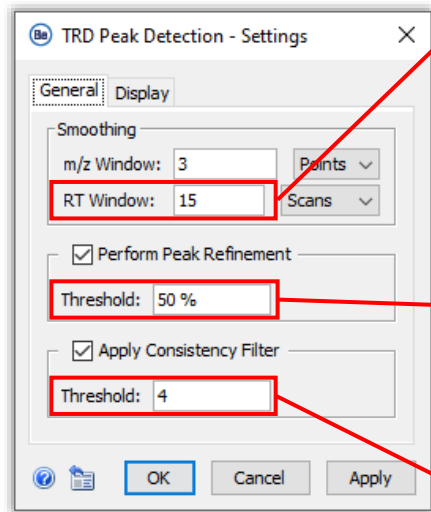 Be TRD Peak Detection - Settings
General Display
Smoothing
m/z Window: 3 Points
RT Window: 15 Scans
Perform Peak Refinement
Threshold: 50 %
Apply Consistency Filter
Threshold: 4
OK Cancel Apply